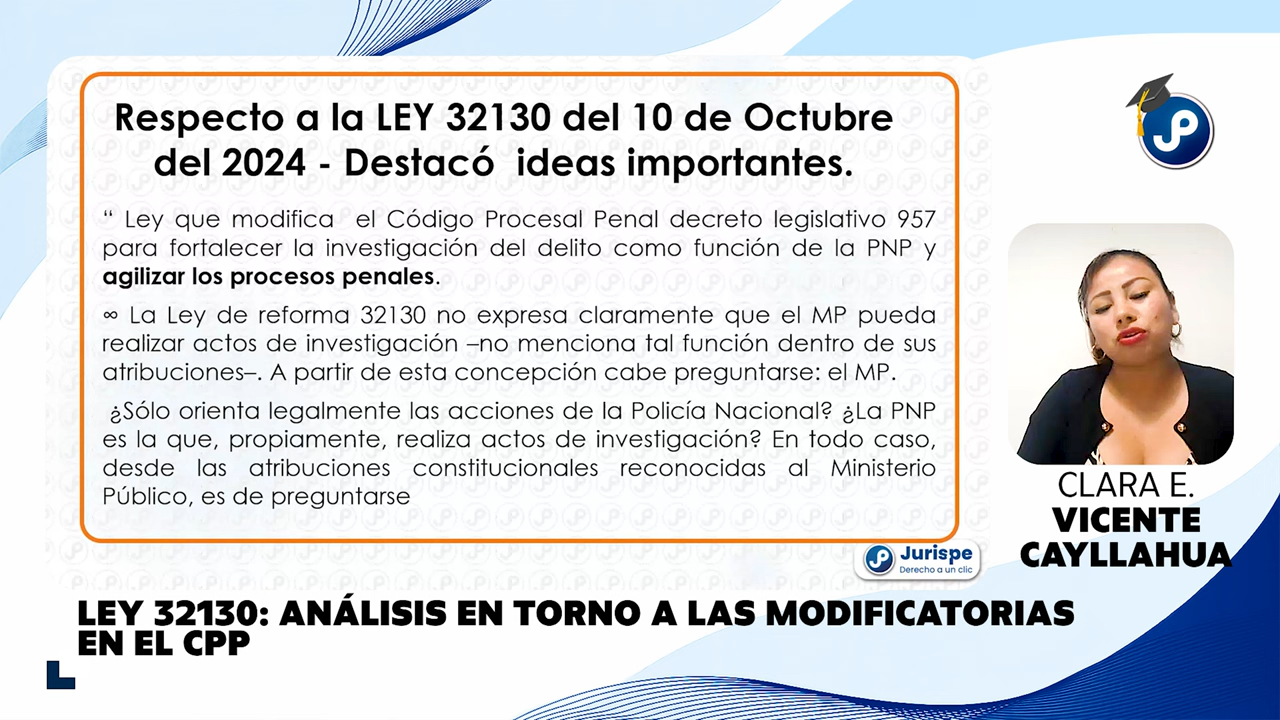 Respecto a la LEY 32130 del 10 de Octubre
del 2024 - Destacó ideas importantes.
“ Ley que modifica el Código Procesal Penal decreto legislativo 957
para fortalecer la investigación del delito como función de la PNP y
agilizar los procesos penales.
∞ La Ley de reforma 32130 no expresa claramente que el MP pueda
realizar actos de investigación –no menciona tal función dentro de sus
atribuciones–. A partir de esta concepción cabe preguntarse: el MP.
¿Sólo orienta legalmente las acciones de la Policía Nacional? ¿La PNP
es la que, propiamente, realiza actos de investigación? En todo caso,
desde las atribuciones constitucionales reconocidas al Ministerio
Público, es de preguntarse
JP
CLARA E.
VICENTE
CAYLLAHUA
JP Jurispe
Derecho a un clic
LEY 32130: ANÁLISIS EN TORNO A LAS MODIFICATORIAS
EN EL CPP